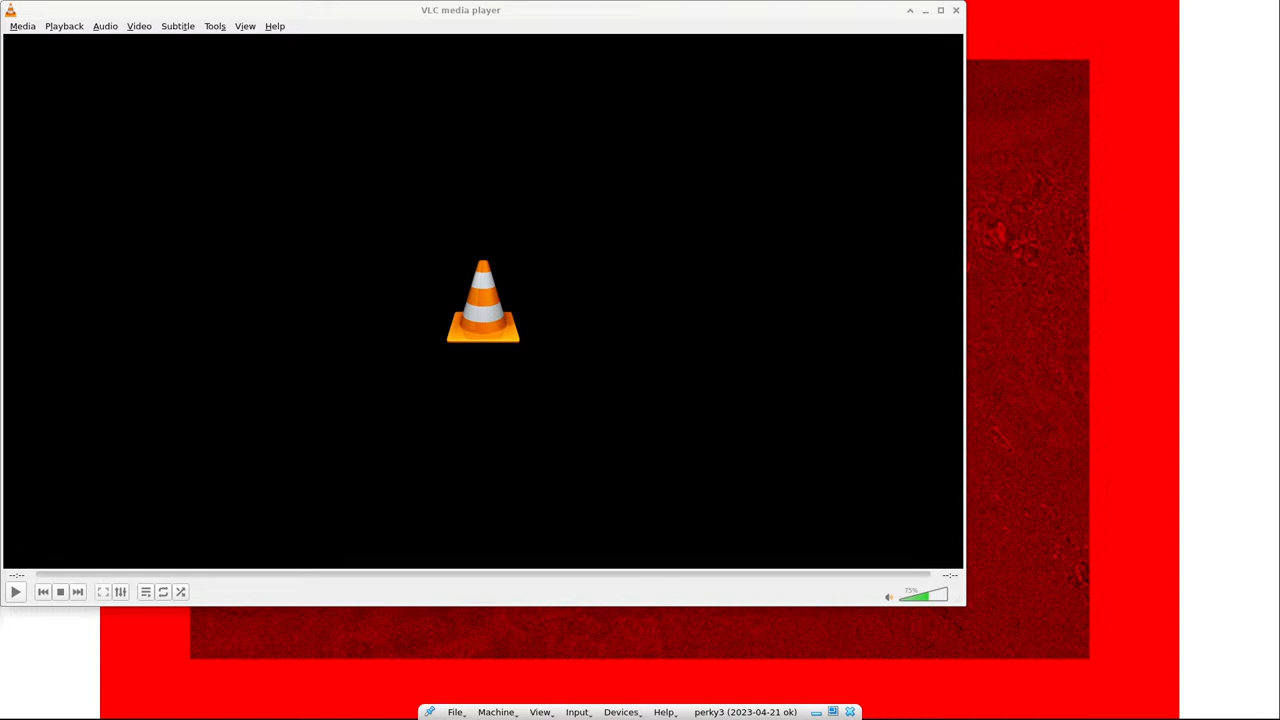 VLC media player
Media Playback Audio Video Subtitle Tools View Help
--:-- --:--
75%
File Machine View Input Devices Help perky3 (2023-04-21 ok)